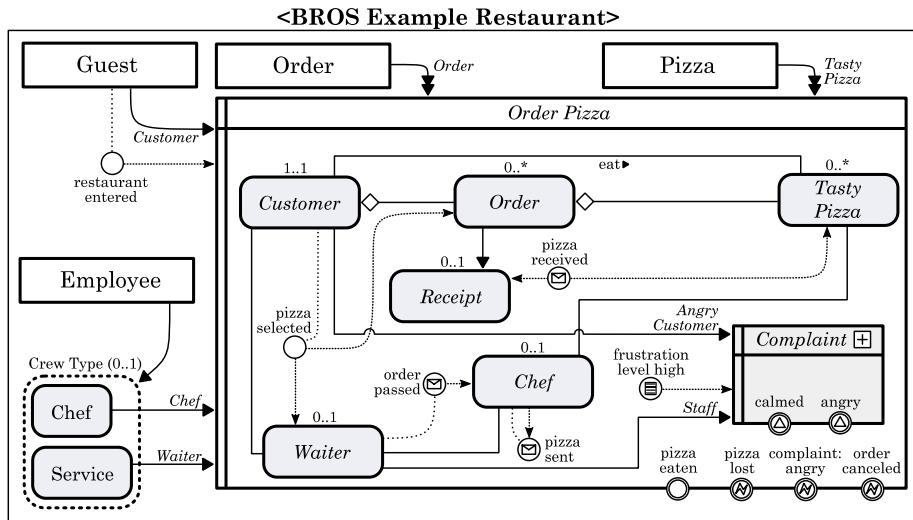 <BROS Example Restaurant>
Guest
Order
Order
Pizza
Tasty
Pizza
Order Pizza
Customer
restaurant
entered
1..1
Customer
0..*
Order
eat
0..*
Tasty
Pizza
pizza
received
0..1
Receipt
Employee
pizza
selected
Angry
Customer
Complaint
Crew Type (0..1)
Chef
Chef
order
passed
0..1
Chef
frustration
level high
Staff
calmed
angry
0..1
Waiter
pizza
sent
Service
Waiter
pizza
eaten
pizza
lost
complaint:
angry
order
canceled